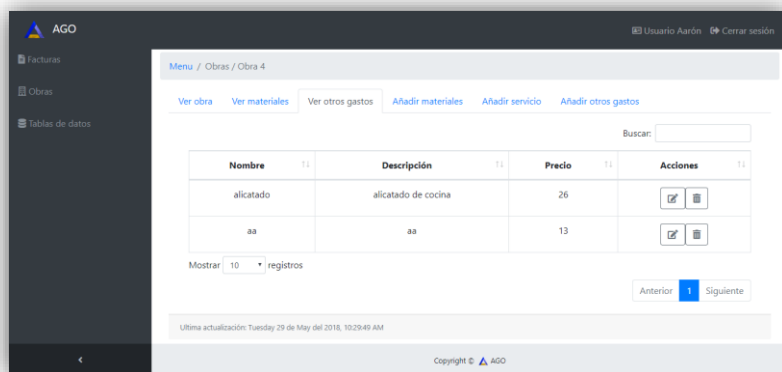 AGO
Usuario Aarón Cerrar sesión
Facturas
Obras
Tablas de datos
Menu / Obras / Obra 4
Ver obra Ver materiales Ver otros gastos Añadir materiales Añadir servicio Añadir otros gastos
Buscar:
Nombre Descripción Precio Acciones
alicatado alicatado de cocina 26
aa aa 13
Mostrar 10 registros
Anterior 1 Siguiente
Ultima actualización: Tuesday 29 de May del 2018, 10:29:49 AM
Copyright © AGO